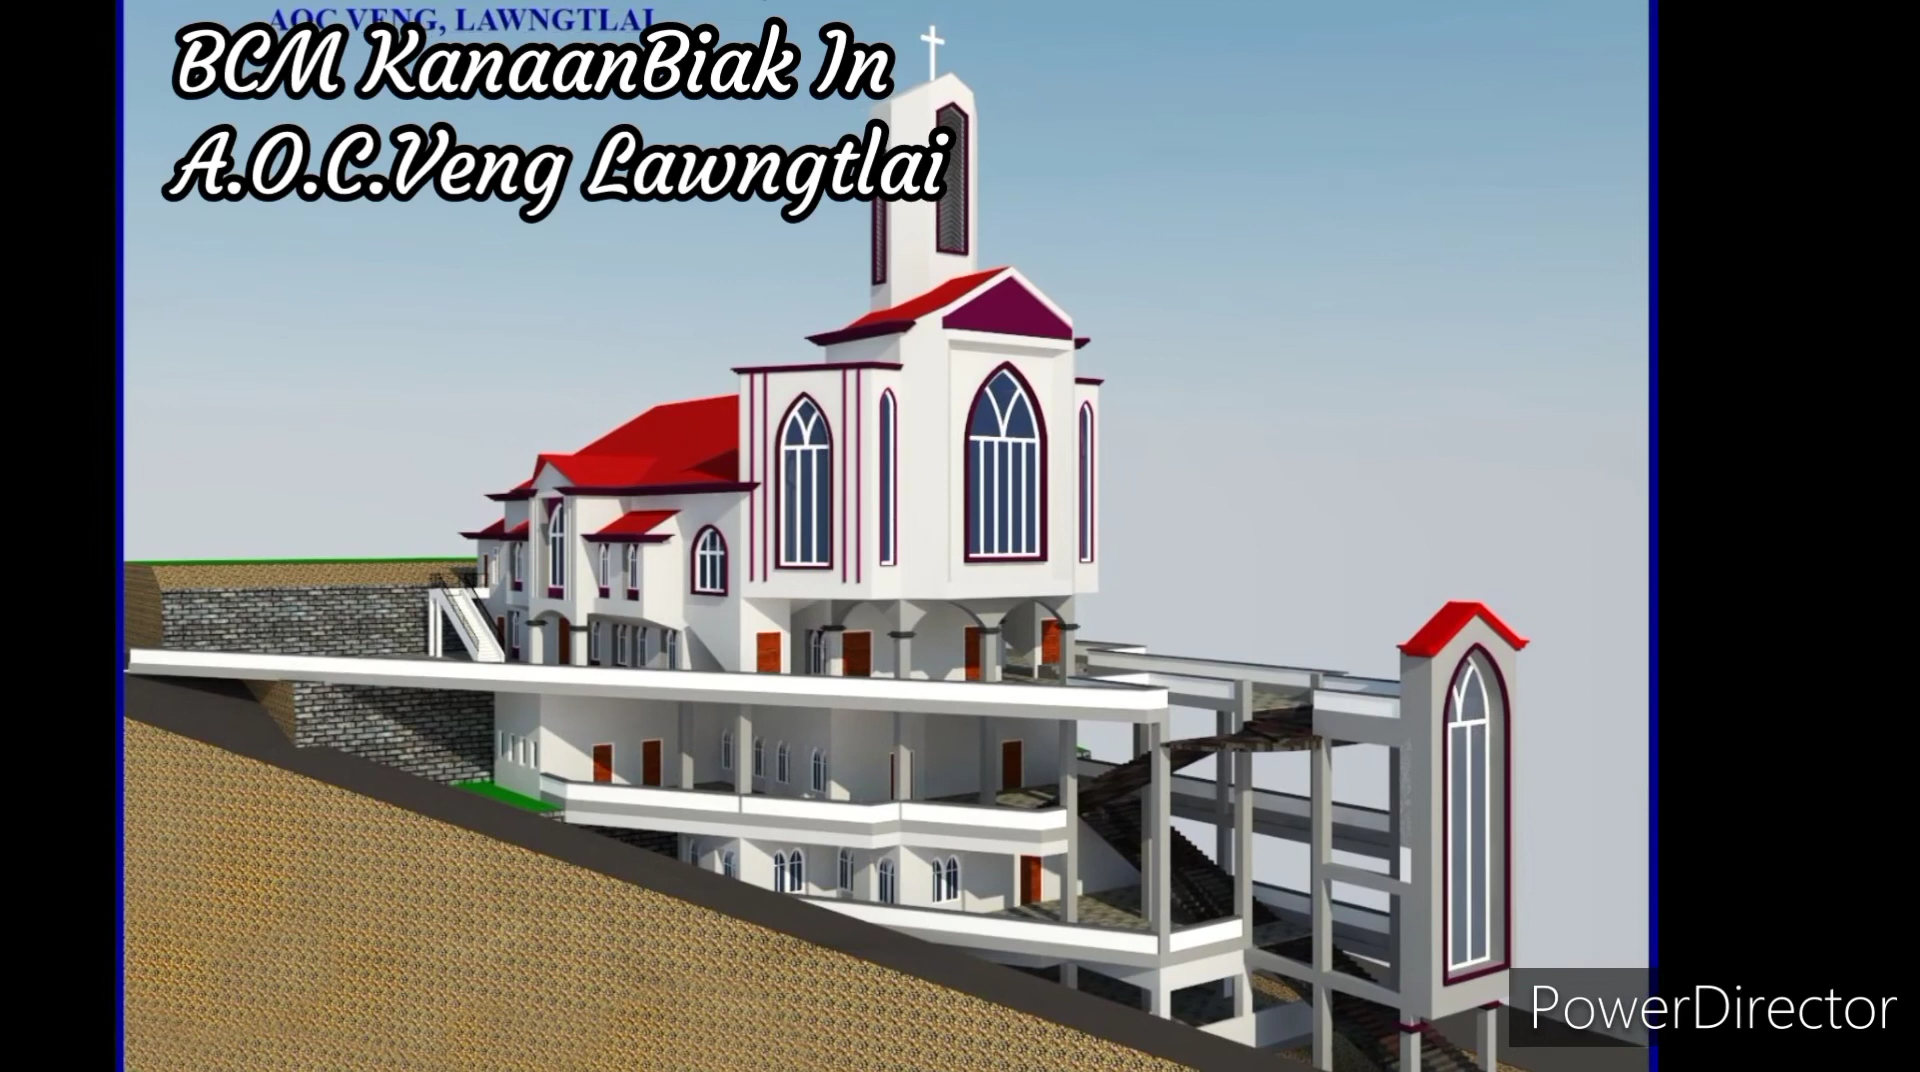 AOC VENG, LAWNGTLAI
BCM KanaanBiak In
A.O.C.Veng Lawngtlai
PowerDirector